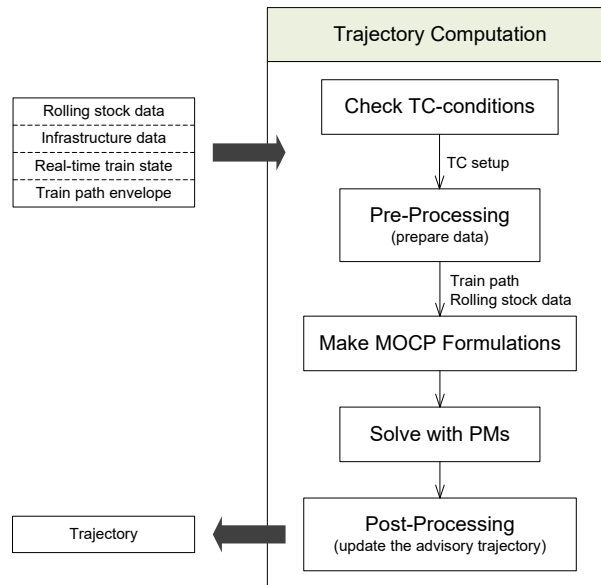 Trajectory Computation
Rolling stock data
Infrastructure data
Real-time train state
Train path envelope
Check TC-conditions
TC setup
Pre-Processing
(prepare data)
Train path
Rolling stock data
Make MOCP Formulations
Solve with PMs
Post-Processing
(update the advisory trajectory)
Trajectory